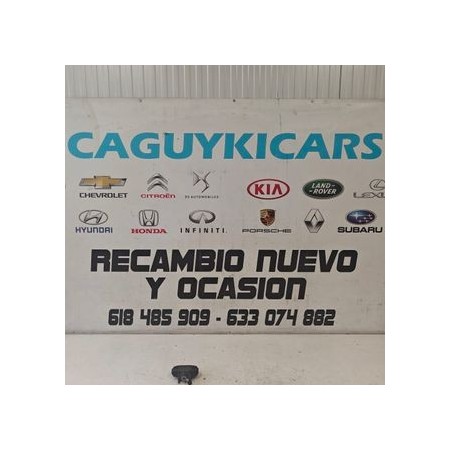 CAGUYKICARS
CHEVROLET CITROËN DS AUTOMOBILES KIA LAND ROVER LEXUS
HYUNDAI HONDA INFINITI PORSCHE SUBARU
RECAMBIO NUEVO
Y OCASION
618 485 909 - 633 074 882